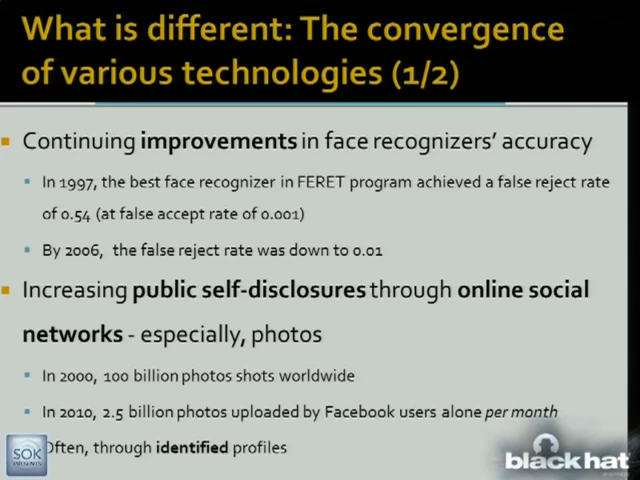 What is different: The convergence
of various technologies (1/2)
Continuing improvements in face recognizers' accuracy
In 1997, the best face recognizer in FERET program achieved a false reject rate
of 0.54 (at false accept rate of 0.001)
By 2006, the false reject rate was down to 0.01
Increasing public self-disclosures through online social
networks - especially, photos
In 2000, 100 billion photos shots worldwide
In 2010, 2.5 billion photos uploaded by Facebook users alone per month
Often, through identified profiles
SOK
PRESENTS
black hat